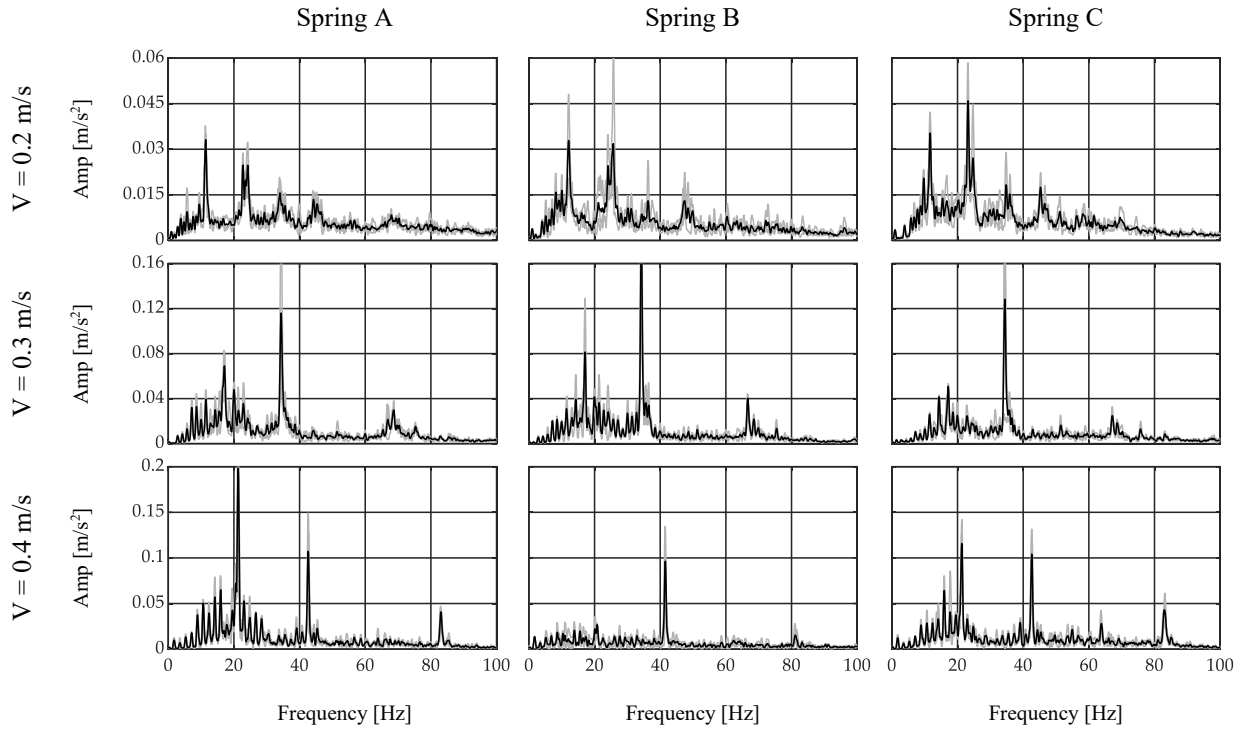 Spring A Spring B Spring C
V = 0.2 m/s
Amp [m/s²]
0.06
0.045
0.03
0.015
0
V = 0.3 m/s
Amp [m/s²]
0.16
0.12
0.08
0.04
0
V = 0.4 m/s
Amp [m/s²]
0.2
0.15
0.1
0.05
0
0 20 40 60 80 100 0 20 40 60 80 100 0 20 40 60 80 100
Frequency [Hz] Frequency [Hz] Frequency [Hz]